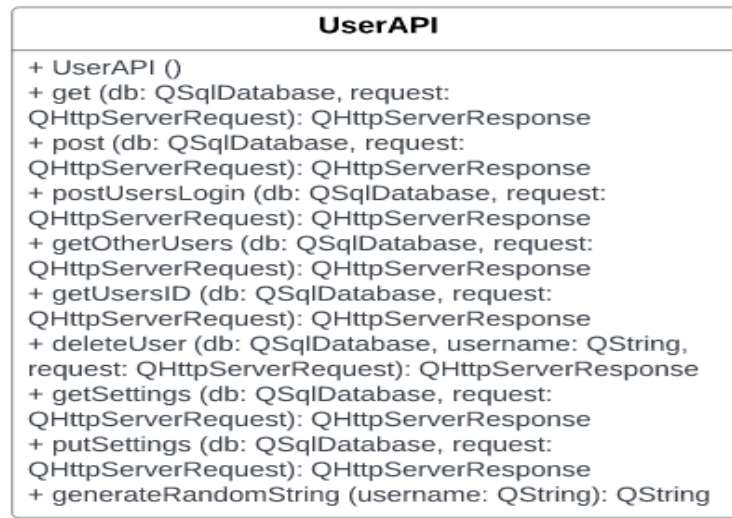 UserAPI
+ UserAPI ()
+ get (db: QSqlDatabase, request:
QHttpServerRequest): QHttpServerResponse
+ post (db: QSqlDatabase, request:
QHttpServerRequest): QHttpServerResponse
+ postUsersLogin (db: QSqlDatabase, request:
QHttpServerRequest): QHttpServerResponse
+ getOtherUsers (db: QSqlDatabase, request:
QHttpServerRequest): QHttpServerResponse
+ getUsersID (db: QSqlDatabase, request:
QHttpServerRequest): QHttpServerResponse
+ deleteUser (db: QSqlDatabase, username: QString,
request: QHttpServerRequest): QHttpServerResponse
+ getSettings (db: QSqlDatabase, request:
QHttpServerRequest): QHttpServerResponse
+ putSettings (db: QSqlDatabase, request:
QHttpServerRequest): QHttpServerResponse
+ generateRandomString (username: QString): QString